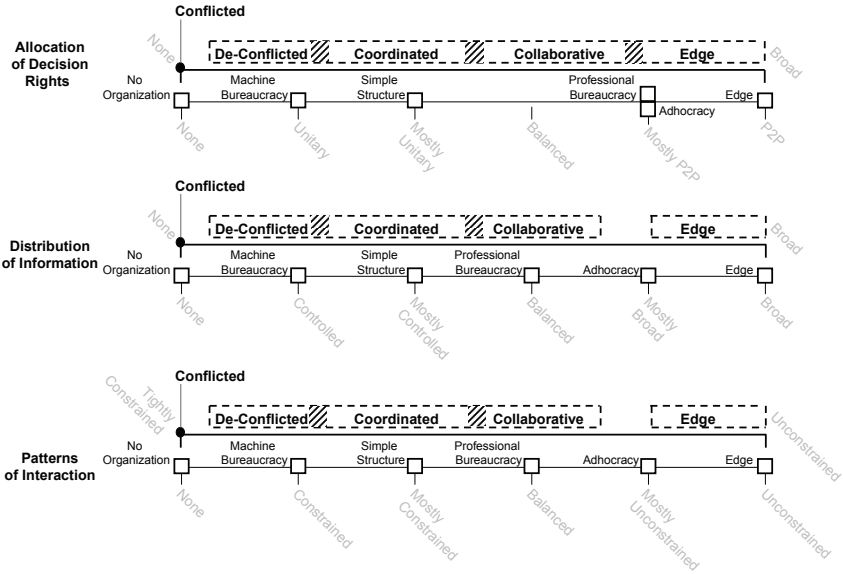 Conflicted
Allocation
of Decision
Rights
None
De-Conflicted
Coordinated
Collaborative
Edge
Broad
No
Organization
Machine
Bureaucracy
Simple
Structure
Professional
Bureaucracy
Adhocracy
Edge
None
Unitary
Mostly
Unitary
Balanced
Mostly P2P
P2P
Conflicted
Distribution
of Information
None
De-Conflicted
Coordinated
Collaborative
Edge
Broad
No
Organization
Machine
Bureaucracy
Simple
Structure
Professional
Bureaucracy
Adhocracy
Edge
None
Controlled
Mostly
Controlled
Balanced
Mostly
Broad
Broad
Conflicted
Patterns
of Interaction
Tightly
Constrained
De-Conflicted
Coordinated
Collaborative
Edge
Unconstrained
No
Organization
Machine
Bureaucracy
Simple
Structure
Professional
Bureaucracy
Adhocracy
Edge
None
Constrained
Mostly
Constrained
Balanced
Mostly
Unconstrained
Unconstrained